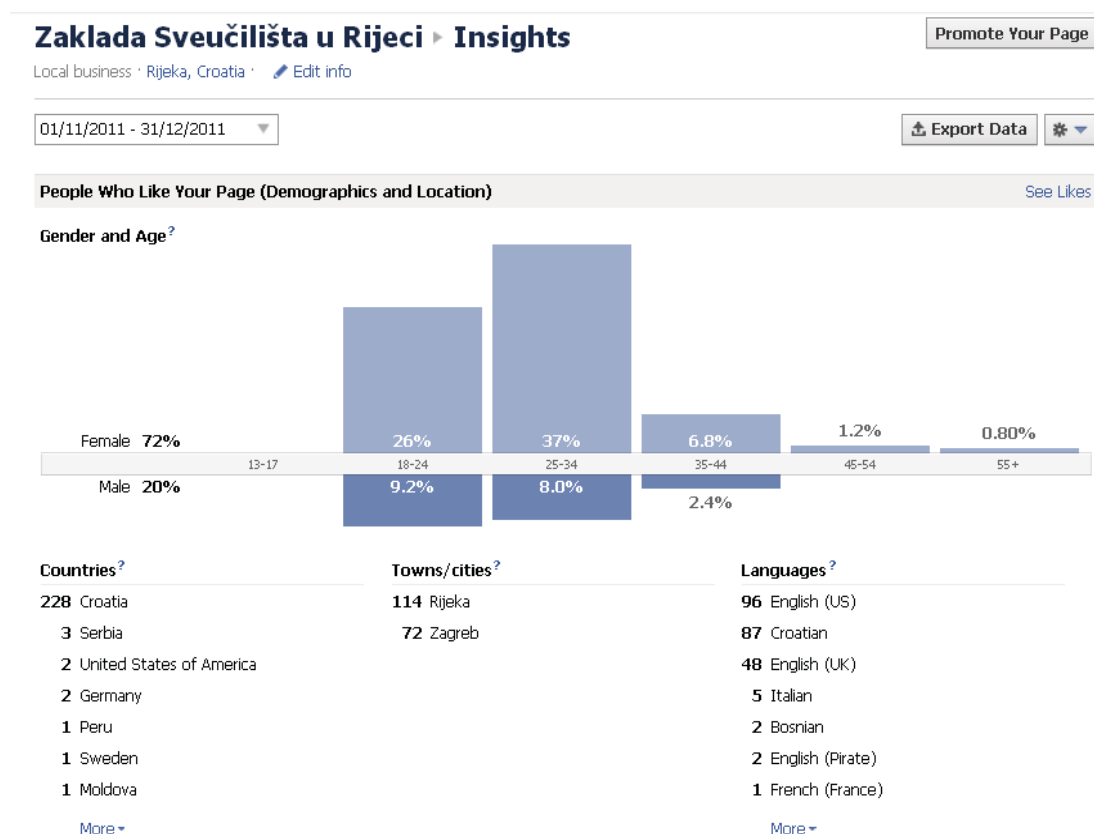 Zaklada Sveučilišta u Rijeci ▸ Insights
Promote Your Page
Local business · Rijeka, Croatia · Edit info
01/11/2011 - 31/12/2011
Export Data
People Who Like Your Page (Demographics and Location)
See Likes
Gender and Age?
Female 72% 26% 37% 6.8% 1.2% 0.80%
13-17 18-24 25-34 35-44 45-54 55+
Male 20% 9.2% 8.0% 2.4%
Countries?
228 Croatia
3 Serbia
2 United States of America
2 Germany
1 Peru
1 Sweden
1 Moldova
More
Towns/cities?
114 Rijeka
72 Zagreb
Languages?
96 English (US)
87 Croatian
48 English (UK)
5 Italian
2 Bosnian
2 English (Pirate)
1 French (France)
More